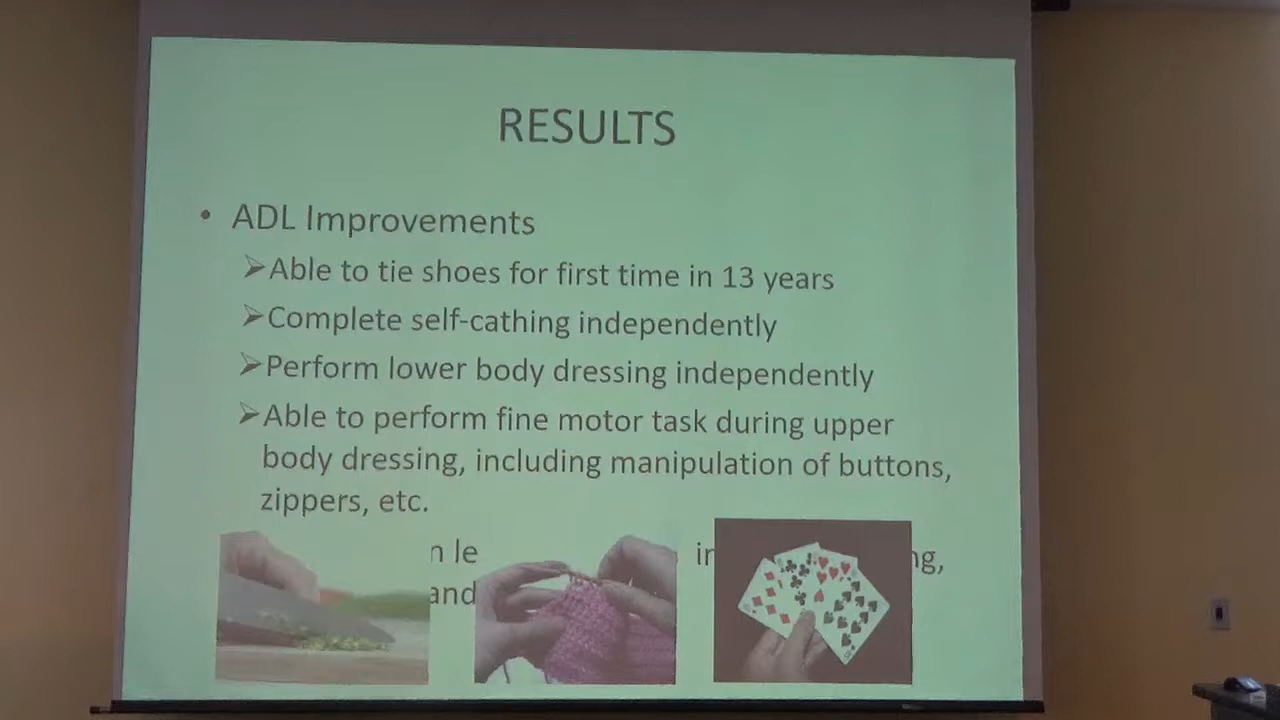 RESULTS
• ADL Improvements
➢Able to tie shoes for first time in 13 years
➢Complete self-cathing independently
➢Perform lower body dressing independently
➢Able to perform fine motor task during upper
body dressing, including manipulation of buttons,
zippers, etc.
n le in ng,
and